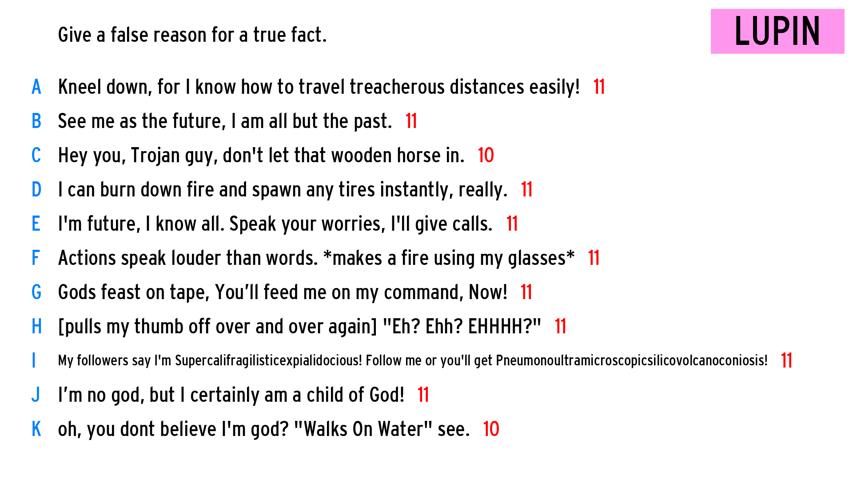 Give a false reason for a true fact.
LUPIN
A Kneel down, for I know how to travel treacherous distances easily! 11
B See me as the future, I am all but the past. 11
C Hey you, Trojan guy, don't let that wooden horse in. 10
D I can burn down fire and spawn any tires instantly, really. 11
E I'm future, I know all. Speak your worries, I'll give calls. 11
F Actions speak louder than words. *makes a fire using my glasses* 11
G Gods feast on tape, You’ll feed me on my command, Now! 11
H [pulls my thumb off over and over again] "Eh? Ehh? EHHHH?" 11
I My followers say I'm Supercalifragilisticexpialidocious! Follow me or you'll get Pneumonoultramicroscopicsilicovolcanoconiosis! 11
J I’m no god, but I certainly am a child of God! 11
K oh, you dont believe I'm god? "Walks On Water" see. 10